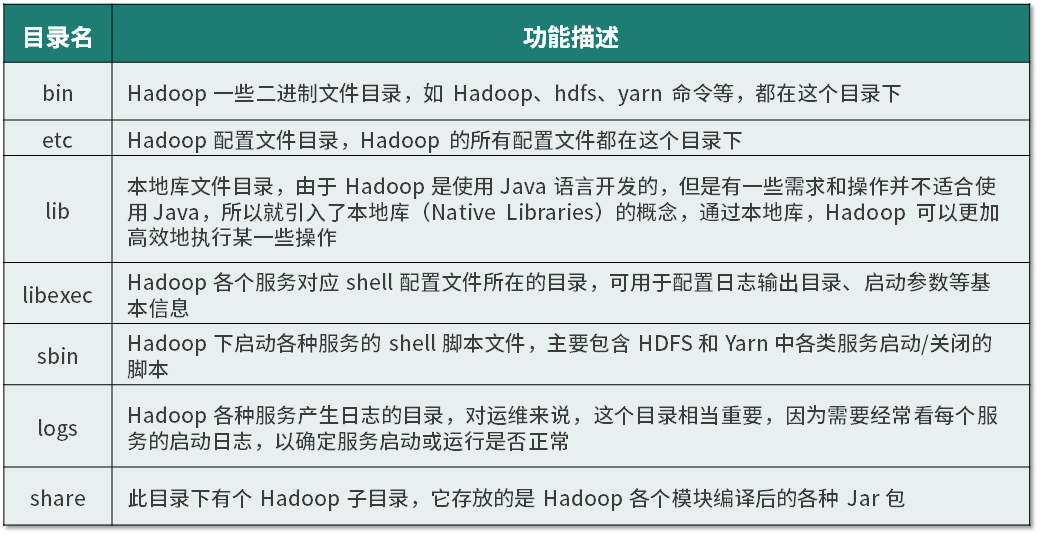 目录名 功能描述
bin Hadoop 一些二进制文件目录，如 Hadoop、hdfs、yarn 命令等，都在这个目录下
etc Hadoop 配置文件目录，Hadoop 的所有配置文件都在这个目录下
lib 本地库文件目录，由于 Hadoop 是使用 Java 语言开发的，但是有一些需求和操作并不适合使
用 Java，所以就引入了本地库（Native Libraries）的概念，通过本地库，Hadoop 可以更加
高效地执行某一些操作
libexec Hadoop 各个服务对应 shell 配置文件所在的目录，可用于配置日志输出目录、启动参数等基
本信息
sbin Hadoop 下启动各种服务的 shell 脚本文件，主要包含 HDFS 和 Yarn 中各类服务启动/关闭的
脚本
logs Hadoop 各种服务产生日志的目录，对运维来说，这个目录相当重要，因为需要经常看每个服
务的启动日志，以确定服务启动或运行是否正常
share 此目录下有个 Hadoop 子目录，它存放的是 Hadoop 各个模块编译后的各种 Jar 包